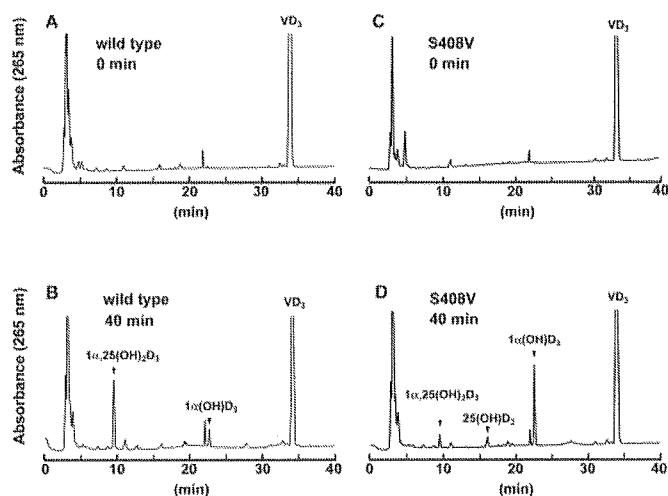 A
wild type
0 min
VD₃
Absorbance (265 nm)
0 10 20 30 40
(min)
C
S408V
0 min
VD₃
0 10 20 30 40
(min)
B
wild type
40 min
VD₃
1α,25(OH)₂D₃
1α(OH)D₃
Absorbance (265 nm)
0 10 20 30 40
(min)
D
S408V
40 min
VD₃
1α(OH)D₃
1α,25(OH)₂D₃
25(OH)D₃
0 10 20 30 40
(min)